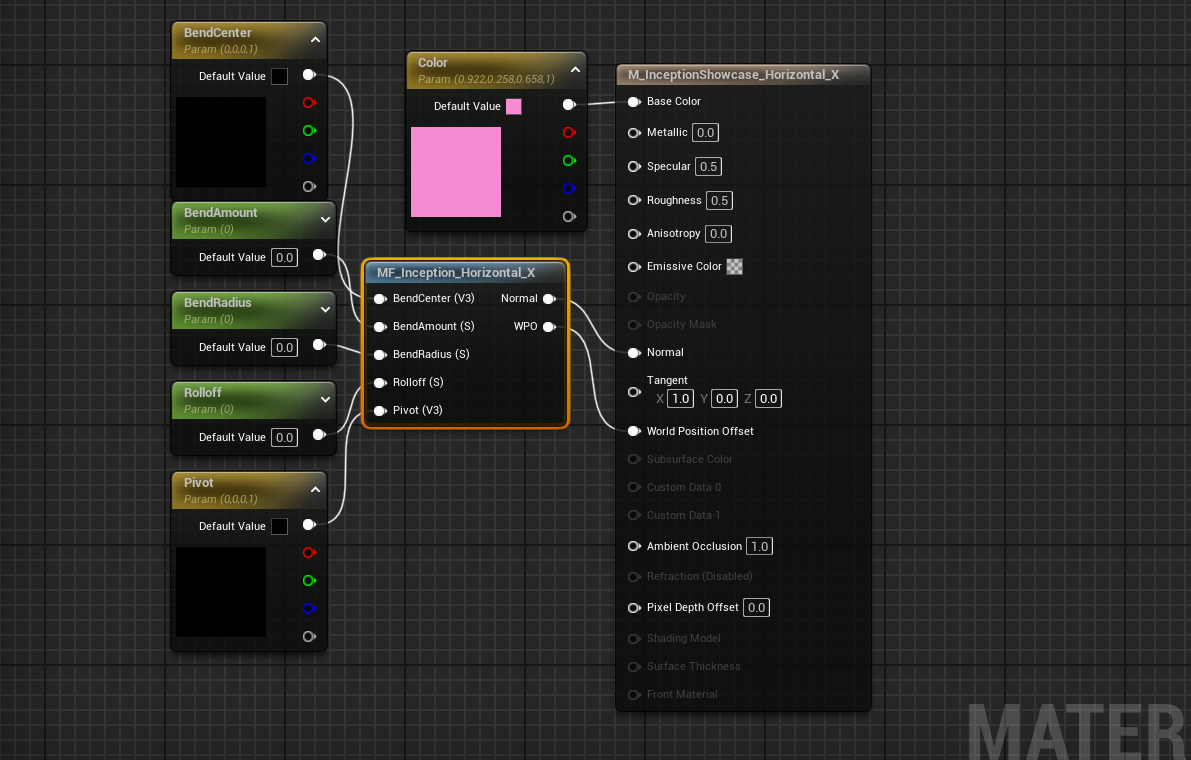 BendCenter
Param (0,0,0,1)
Default Value
BendAmount
Param (0)
Default Value 0.0
BendRadius
Param (0)
Default Value 0.0
Rolloff
Param (0)
Default Value 0.0
Pivot
Param (0,0,0,1)
Default Value
Color
Param (0.922,0.258,0.658,1)
Default Value
MF_Inception_Horizontal_X
BendCenter (V3) Normal
BendAmount (S) WPO
BendRadius (S)
Rolloff (S)
Pivot (V3)
M_InceptionShowcase_Horizontal_X
Base Color
Metallic 0.0
Specular 0.5
Roughness 0.5
Anisotropy 0.0
Emissive Color
Opacity
Opacity Mask
Normal
Tangent
X 1.0 Y 0.0 Z 0.0
World Position Offset
Subsurface Color
Custom Data 0
Custom Data 1
Ambient Occlusion 1.0
Refraction (Disabled)
Pixel Depth Offset 0.0
Shading Model
Surface Thickness
Front Material
MATER